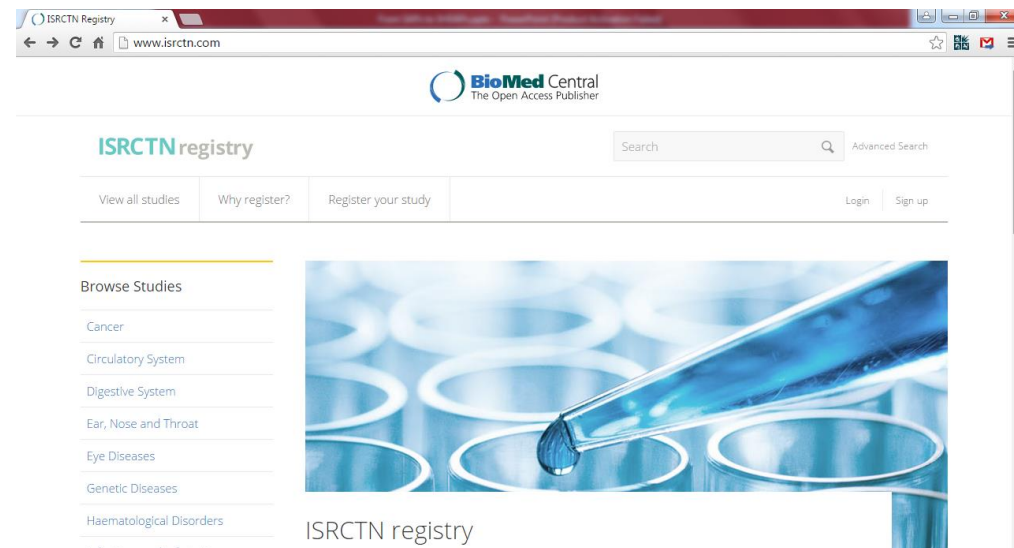 ISRCTN Registry
www.isrctn.com
BioMed Central
The Open Access Publisher
ISRCTN registry
Search
Advanced Search
View all studies
Why register?
Register your study
Login
Sign up
Browse Studies
Cancer
Circulatory System
Digestive System
Ear, Nose and Throat
Eye Diseases
Genetic Diseases
Haematological Disorders
ISRCTN registry